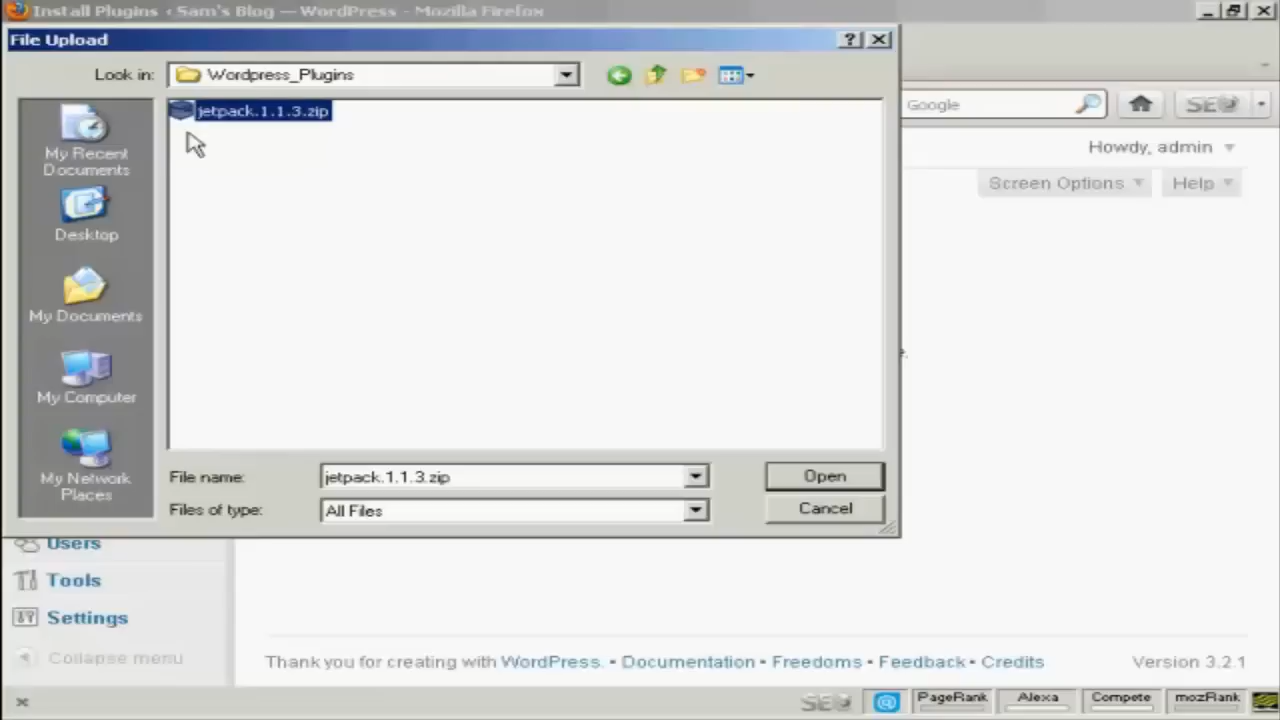 Install Plugins ‹ Sam's Blog — WordPress - Mozilla Firefox
File Upload
Look in:
Wordpress_Plugins
jetpack.1.1.3.zip
My Recent
Documents
Desktop
My Documents
My Computer
My Network
Places
File name:
jetpack.1.1.3.zip
Open
Files of type:
All Files
Cancel
Google
Howdy, admin
Screen Options
Help
e.
Users
Tools
Settings
Collapse menu
Thank you for creating with WordPress. • Documentation • Freedoms • Feedback • Credits
Version 3.2.1
PageRank
Alexa
Compete
mozRank